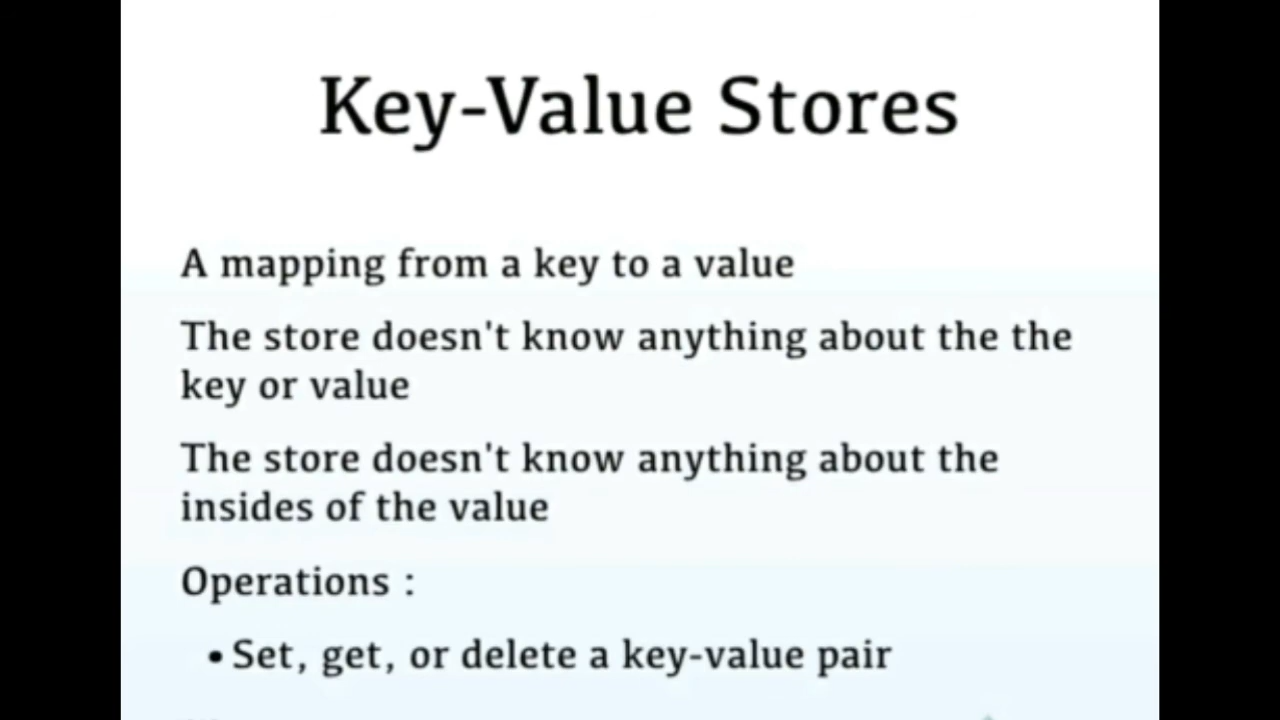 Key-Value Stores
A mapping from a key to a value
The store doesn't know anything about the the
key or value
The store doesn't know anything about the
insides of the value
Operations :
• Set, get, or delete a key-value pair